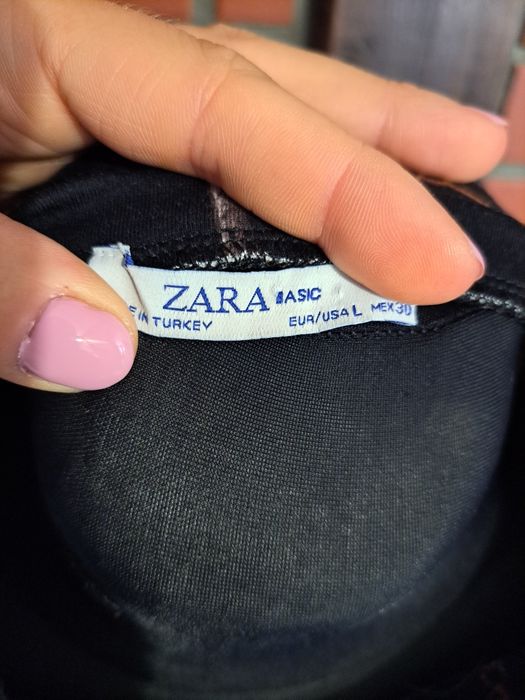 ZARA BASIC
IN TURKEY
EUR/USA L MEX 30